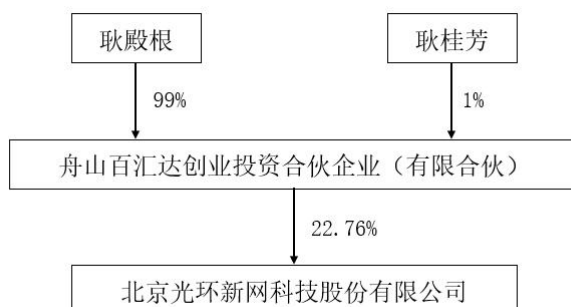 耿殿根
耿桂芳
99%
1%
舟山百汇达创业投资合伙企业（有限合伙）
22.76%
北京光环新网科技股份有限公司